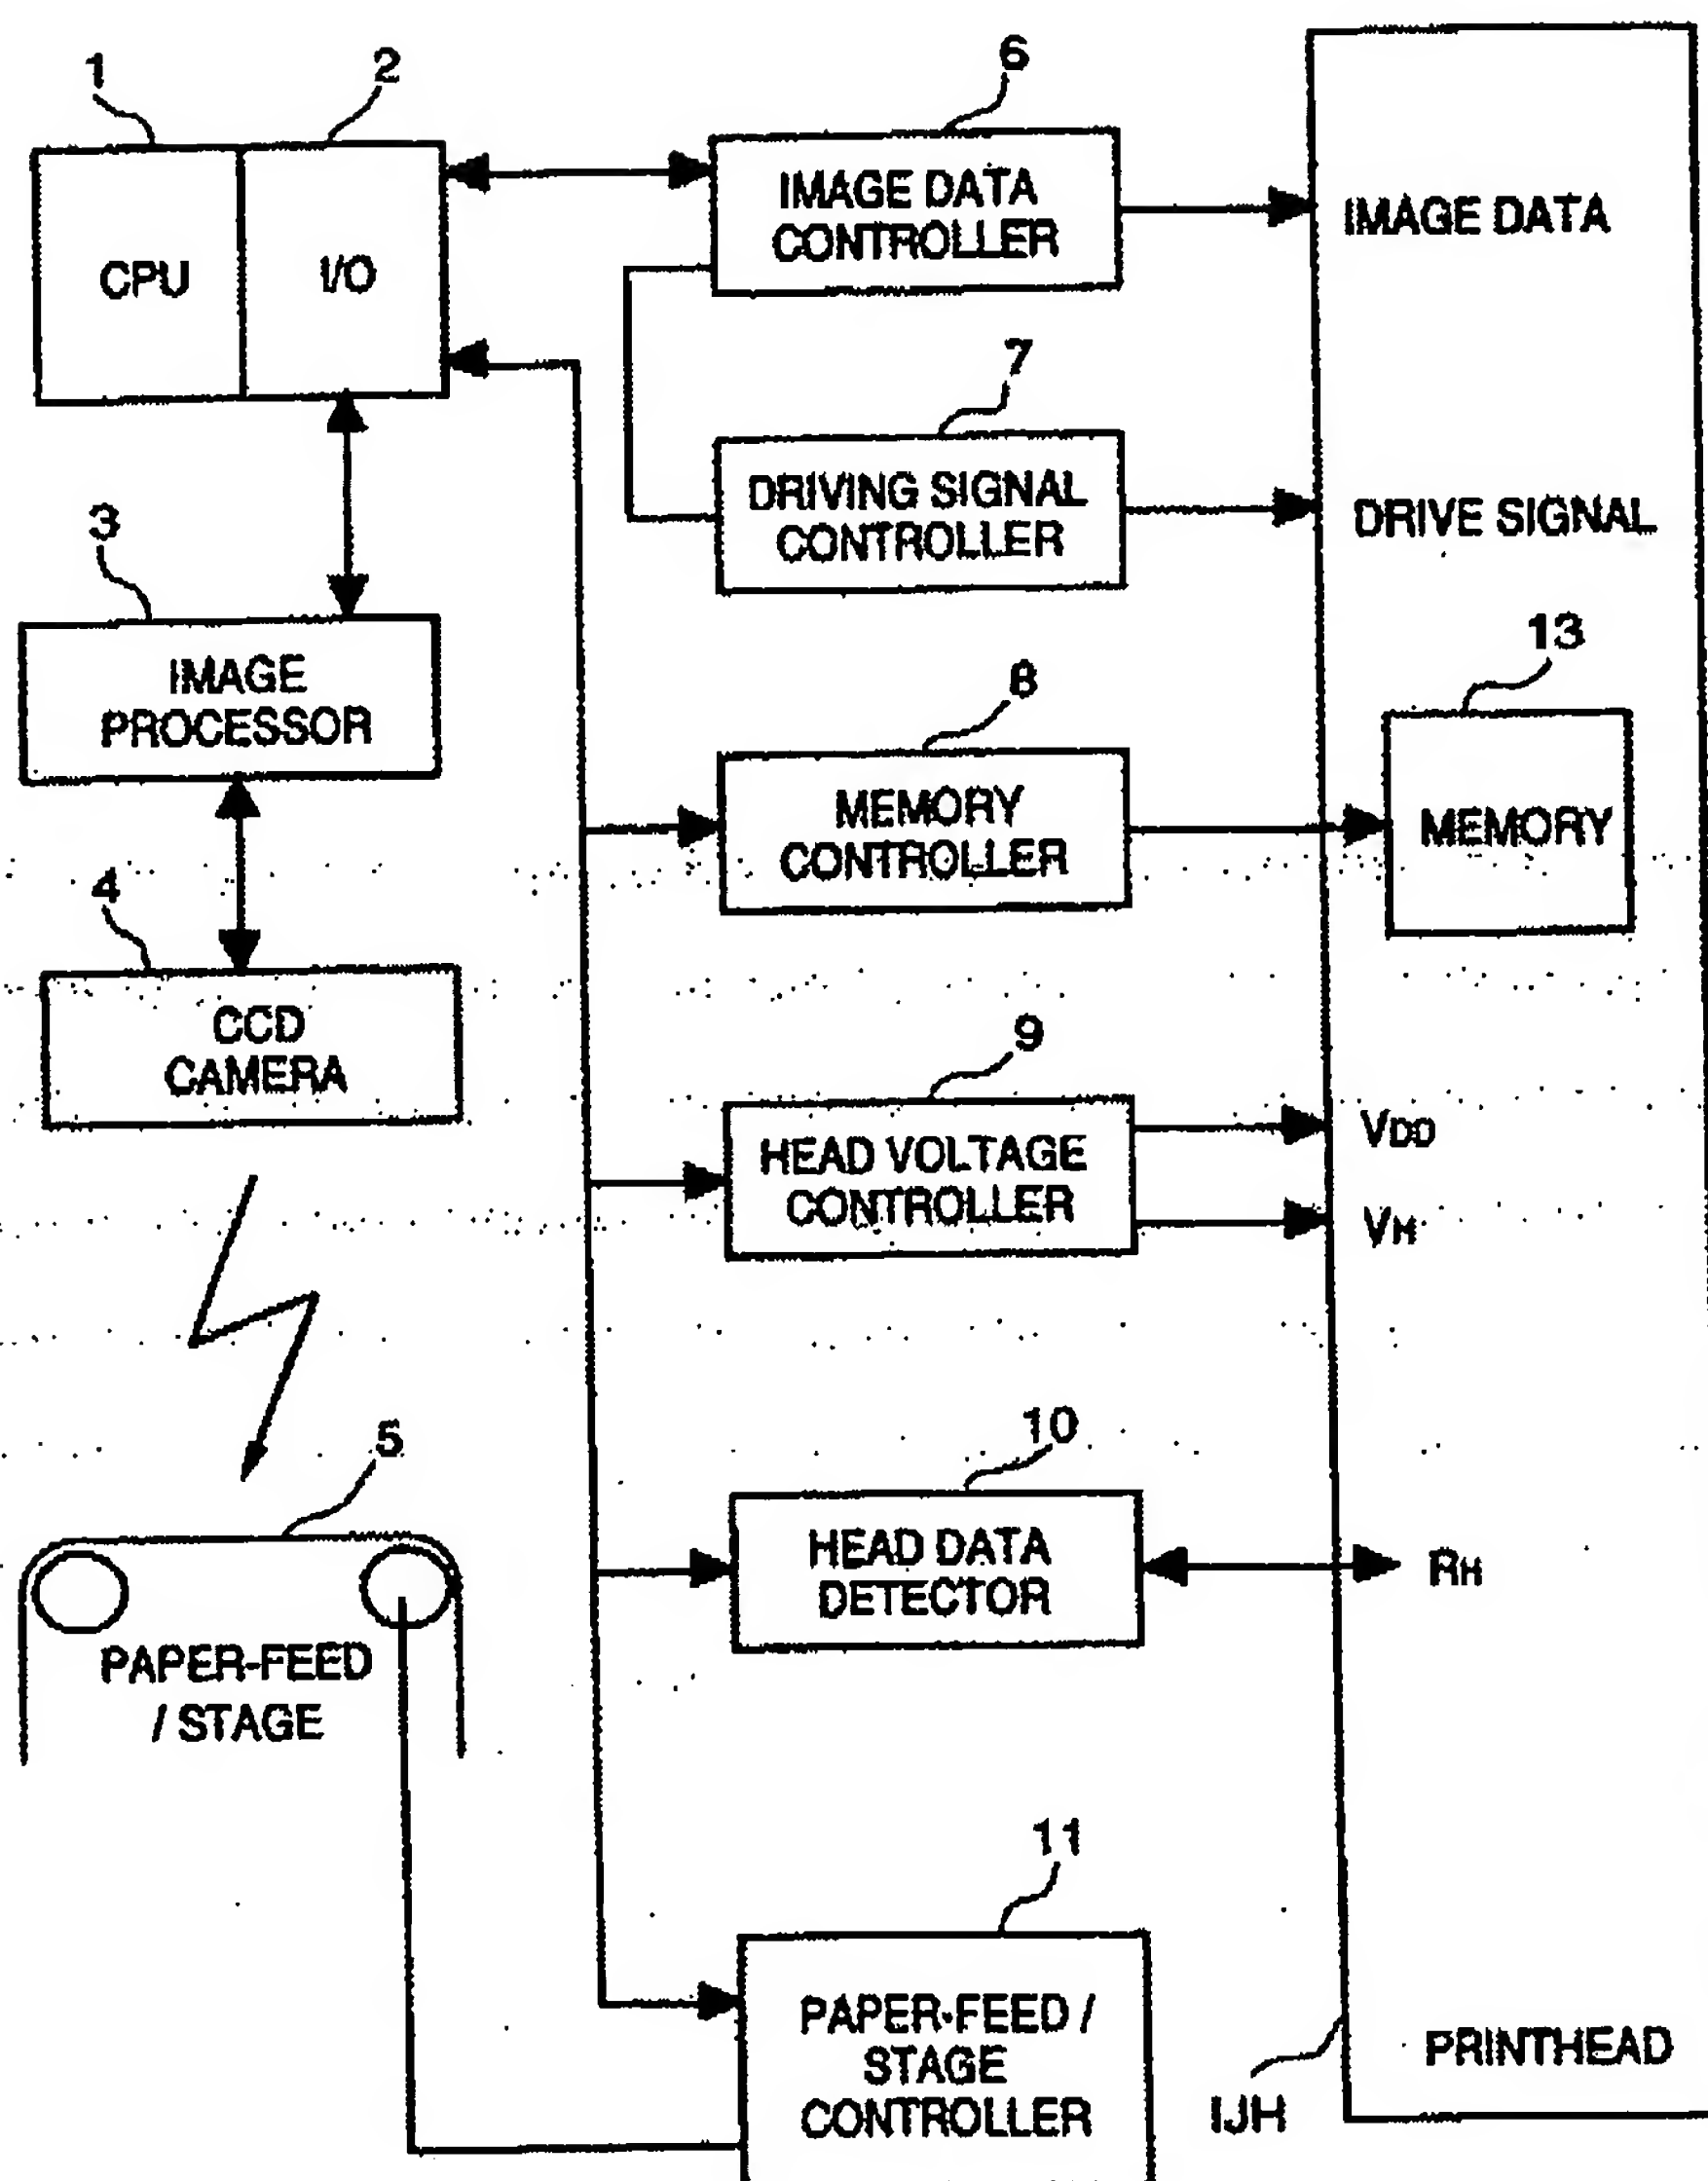 1
2
CPU
I/O
3
IMAGE
PROCESSOR
4
CCD
CAMERA
5
PAPER-FEED
/ STAGE
6
IMAGE DATA
CONTROLLER
7
DRIVING SIGNAL
CONTROLLER
8
MEMORY
CONTROLLER
9
HEAD VOLTAGE
CONTROLLER
10
HEAD DATA
DETECTOR
11
PAPER-FEED /
STAGE
CONTROLLER
IMAGE DATA
DRIVE SIGNAL
13
MEMORY
VDD
VH
RH
PRINTHEAD
IJH